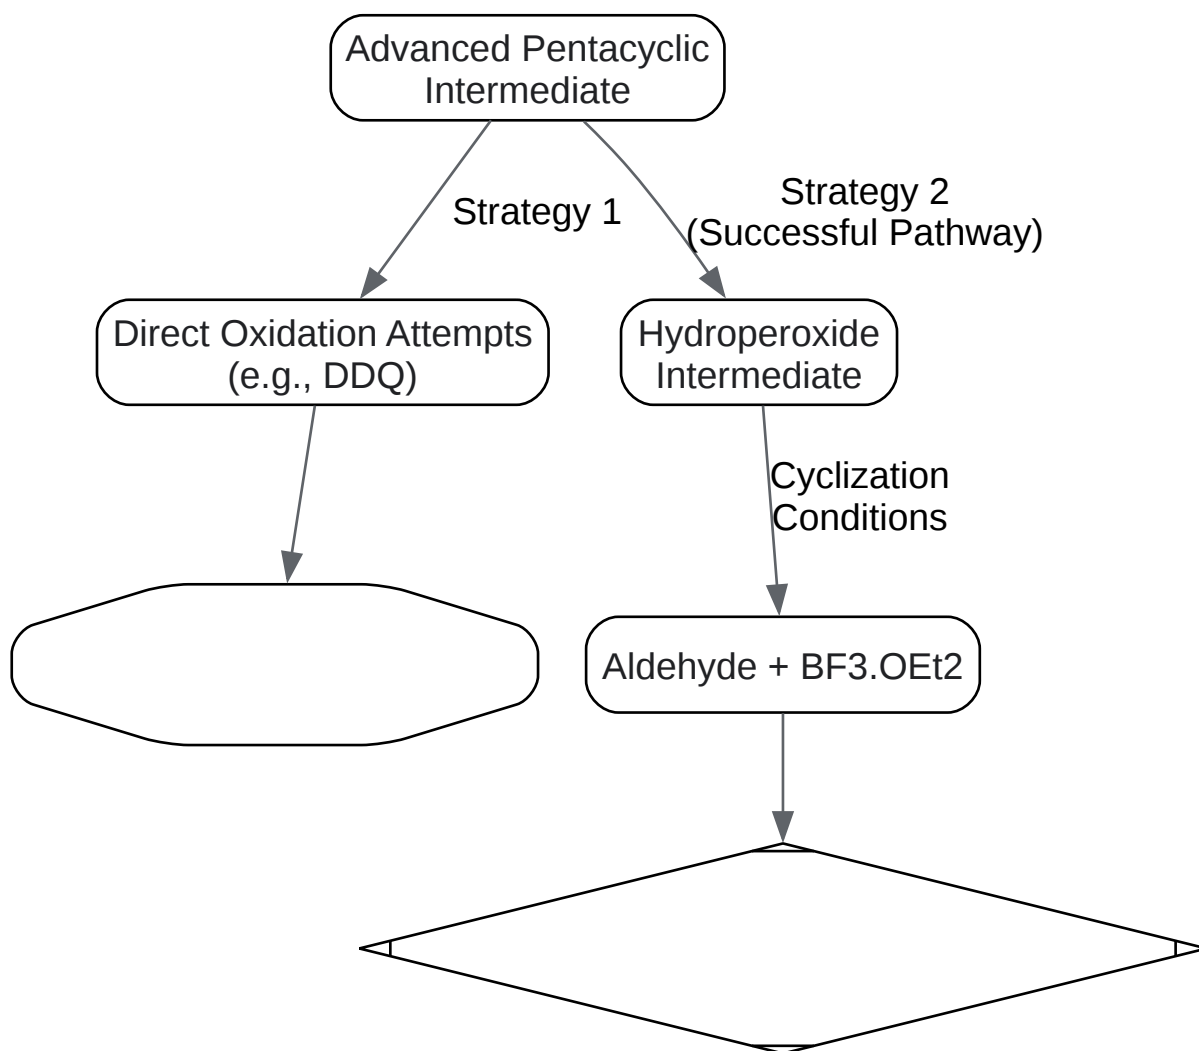 Advanced Pentacyclic
Intermediate
Strategy 1
Strategy 2
(Successful Pathway)
Direct Oxidation Attempts
(e.g., DDQ)
Hydroperoxide
Intermediate
Cyclization
Conditions
Aldehyde + BF3.OEt2